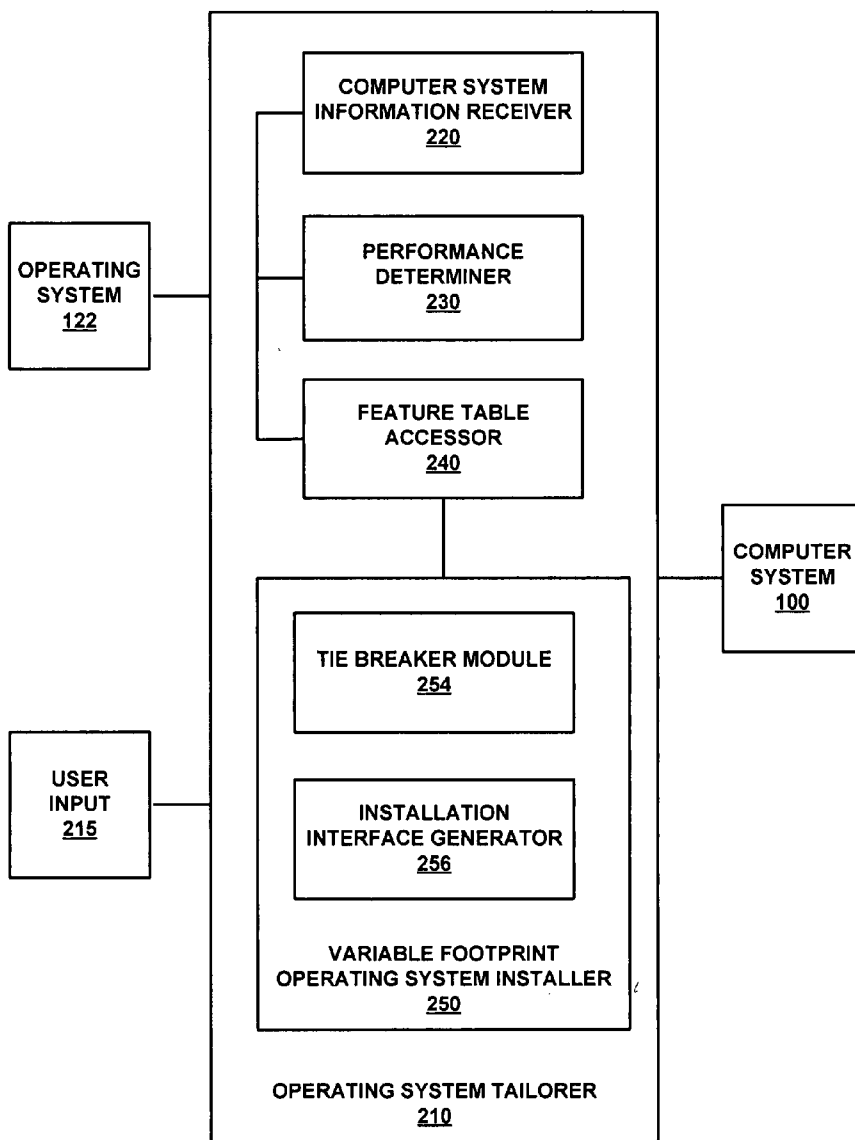 COMPUTER SYSTEM
INFORMATION RECEIVER
220
PERFORMANCE
DETERMINER
230
OPERATING
SYSTEM
122
FEATURE TABLE
ACCESSOR
240
COMPUTER
SYSTEM
100
TIE BREAKER MODULE
254
USER
INPUT
215
INSTALLATION
INTERFACE GENERATOR
256
VARIABLE FOOTPRINT
OPERATING SYSTEM INSTALLER
250
OPERATING SYSTEM TAILORER
210